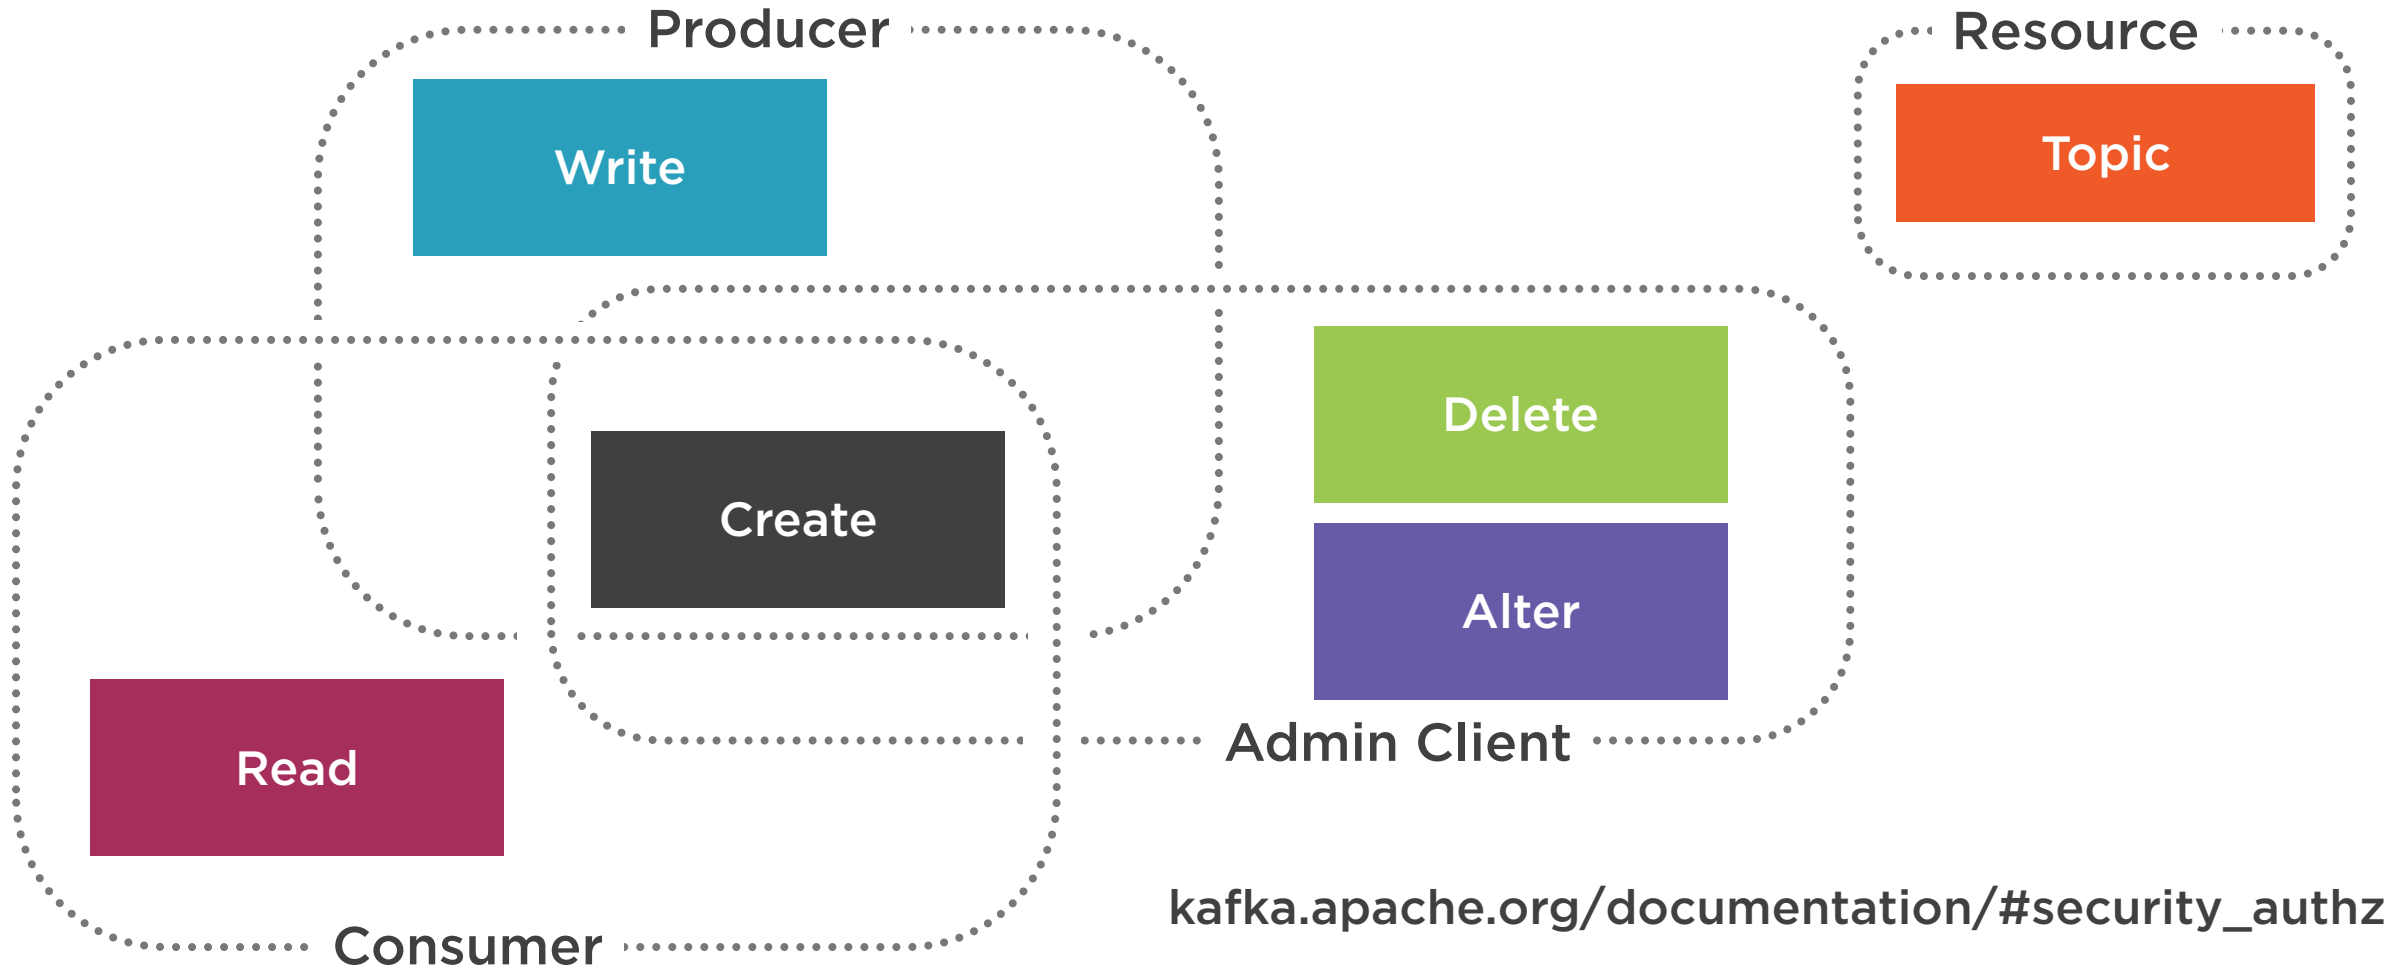 Producer
Resource
Write
Topic
Delete
Create
Alter
Admin Client
Read
kafka.apache.org/documentation/#security_authz
Consumer